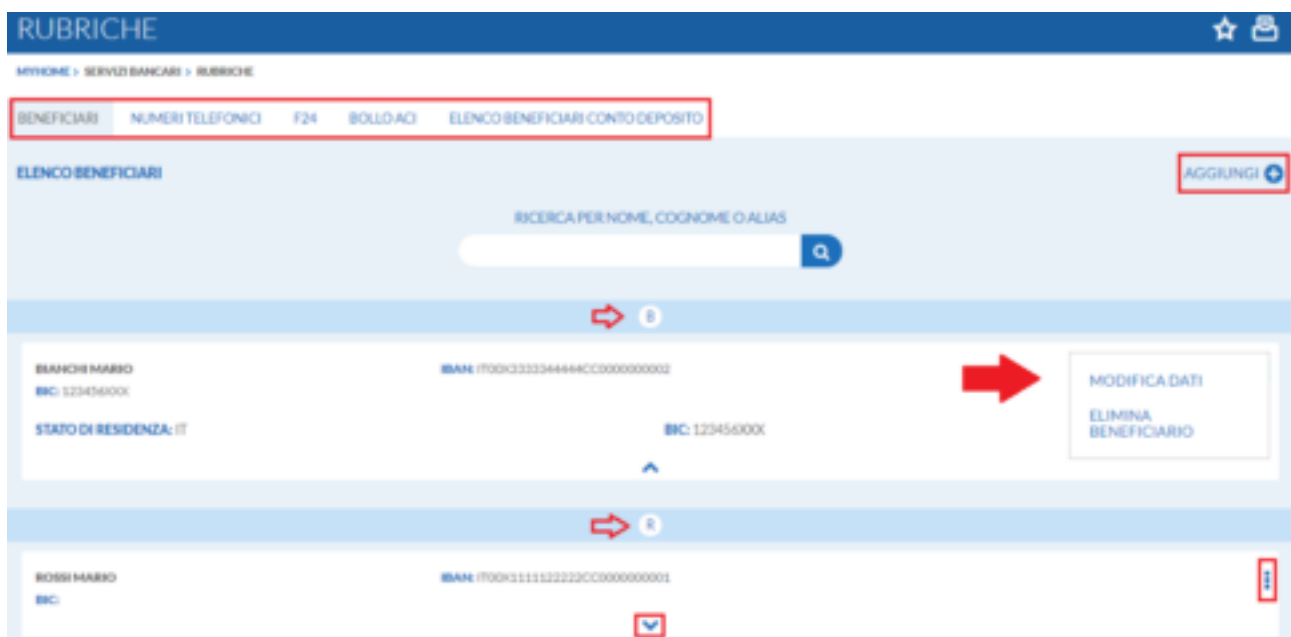 RUBRICHE
MYHOME > SERVIZI BANCARI > RUBRICHE
BENEFICIARI NUMERI TELEFONICI F24 BOLLO ACI ELENCO BENEFICIARI CONTO DEPOSITO
ELENCO BENEFICIARI AGGIUNGI
RICERCA PER NOME, COGNOME O ALIAS
B
BIANCHI MARIO IBAN:
BIC: 123456XXX
MODIFICA DATI
STATO DI RESIDENZA: IT BIC: 123456XXX
ELIMINA
BENEFICIARIO
R
ROSSI MARIO IBAN:
BIC: